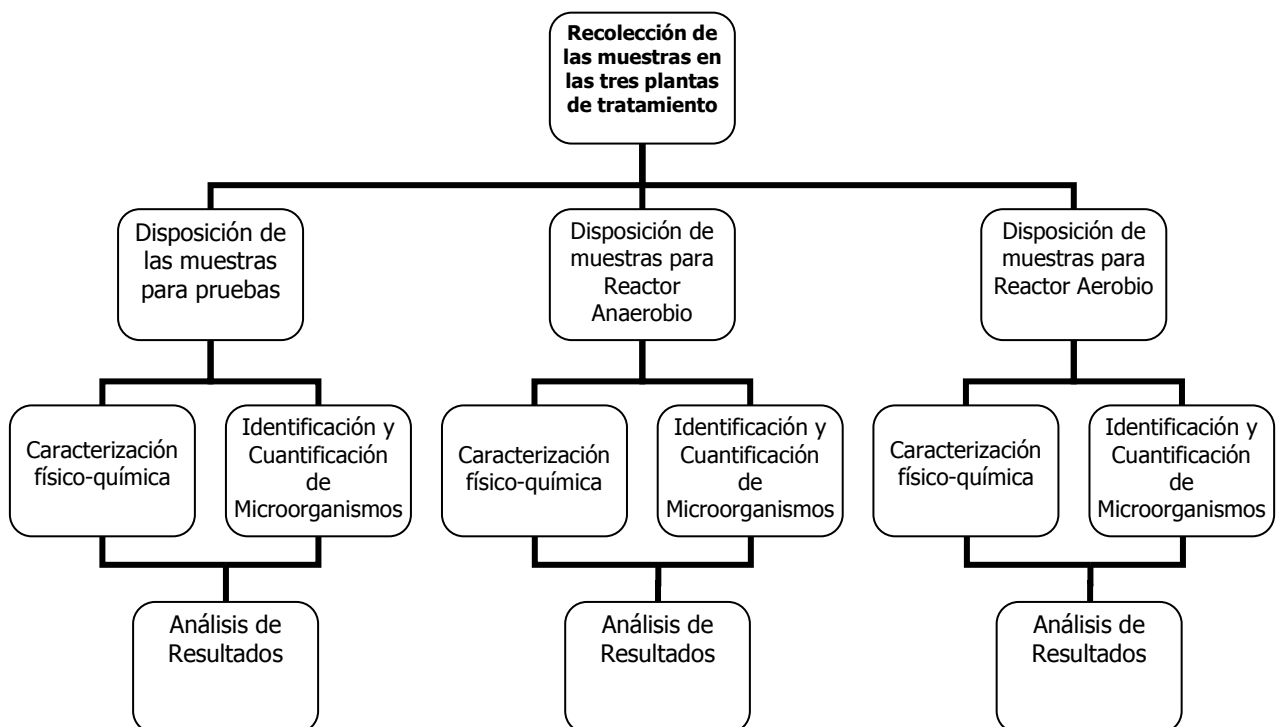 Recolección de
las muestras en
las tres plantas
de tratamiento
Disposición de
las muestras
para pruebas
Disposición de
muestras para
Reactor
Anaerobio
Disposición de
muestras para
Reactor Aerobio
Caracterización
físico-química
Identificación y
Cuantificación
de
Microorganismos
Caracterización
físico-química
Identificación y
Cuantificación
de
Microorganismos
Caracterización
físico-química
Identificación y
Cuantificación
de
Microorganismos
Análisis de
Resultados
Análisis de
Resultados
Análisis de
Resultados